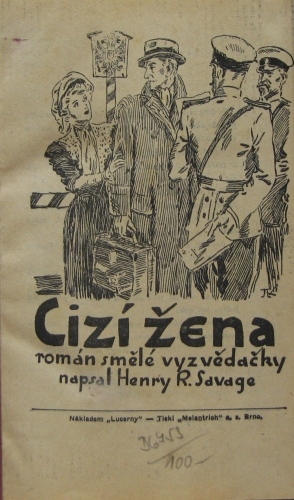 Cizí žena
román smělé vyzvědačky
napsal Henry R. Savage
Nákladem „Lucerny“ — Tiskl „Melantrich“ a. s. Brno.
100-